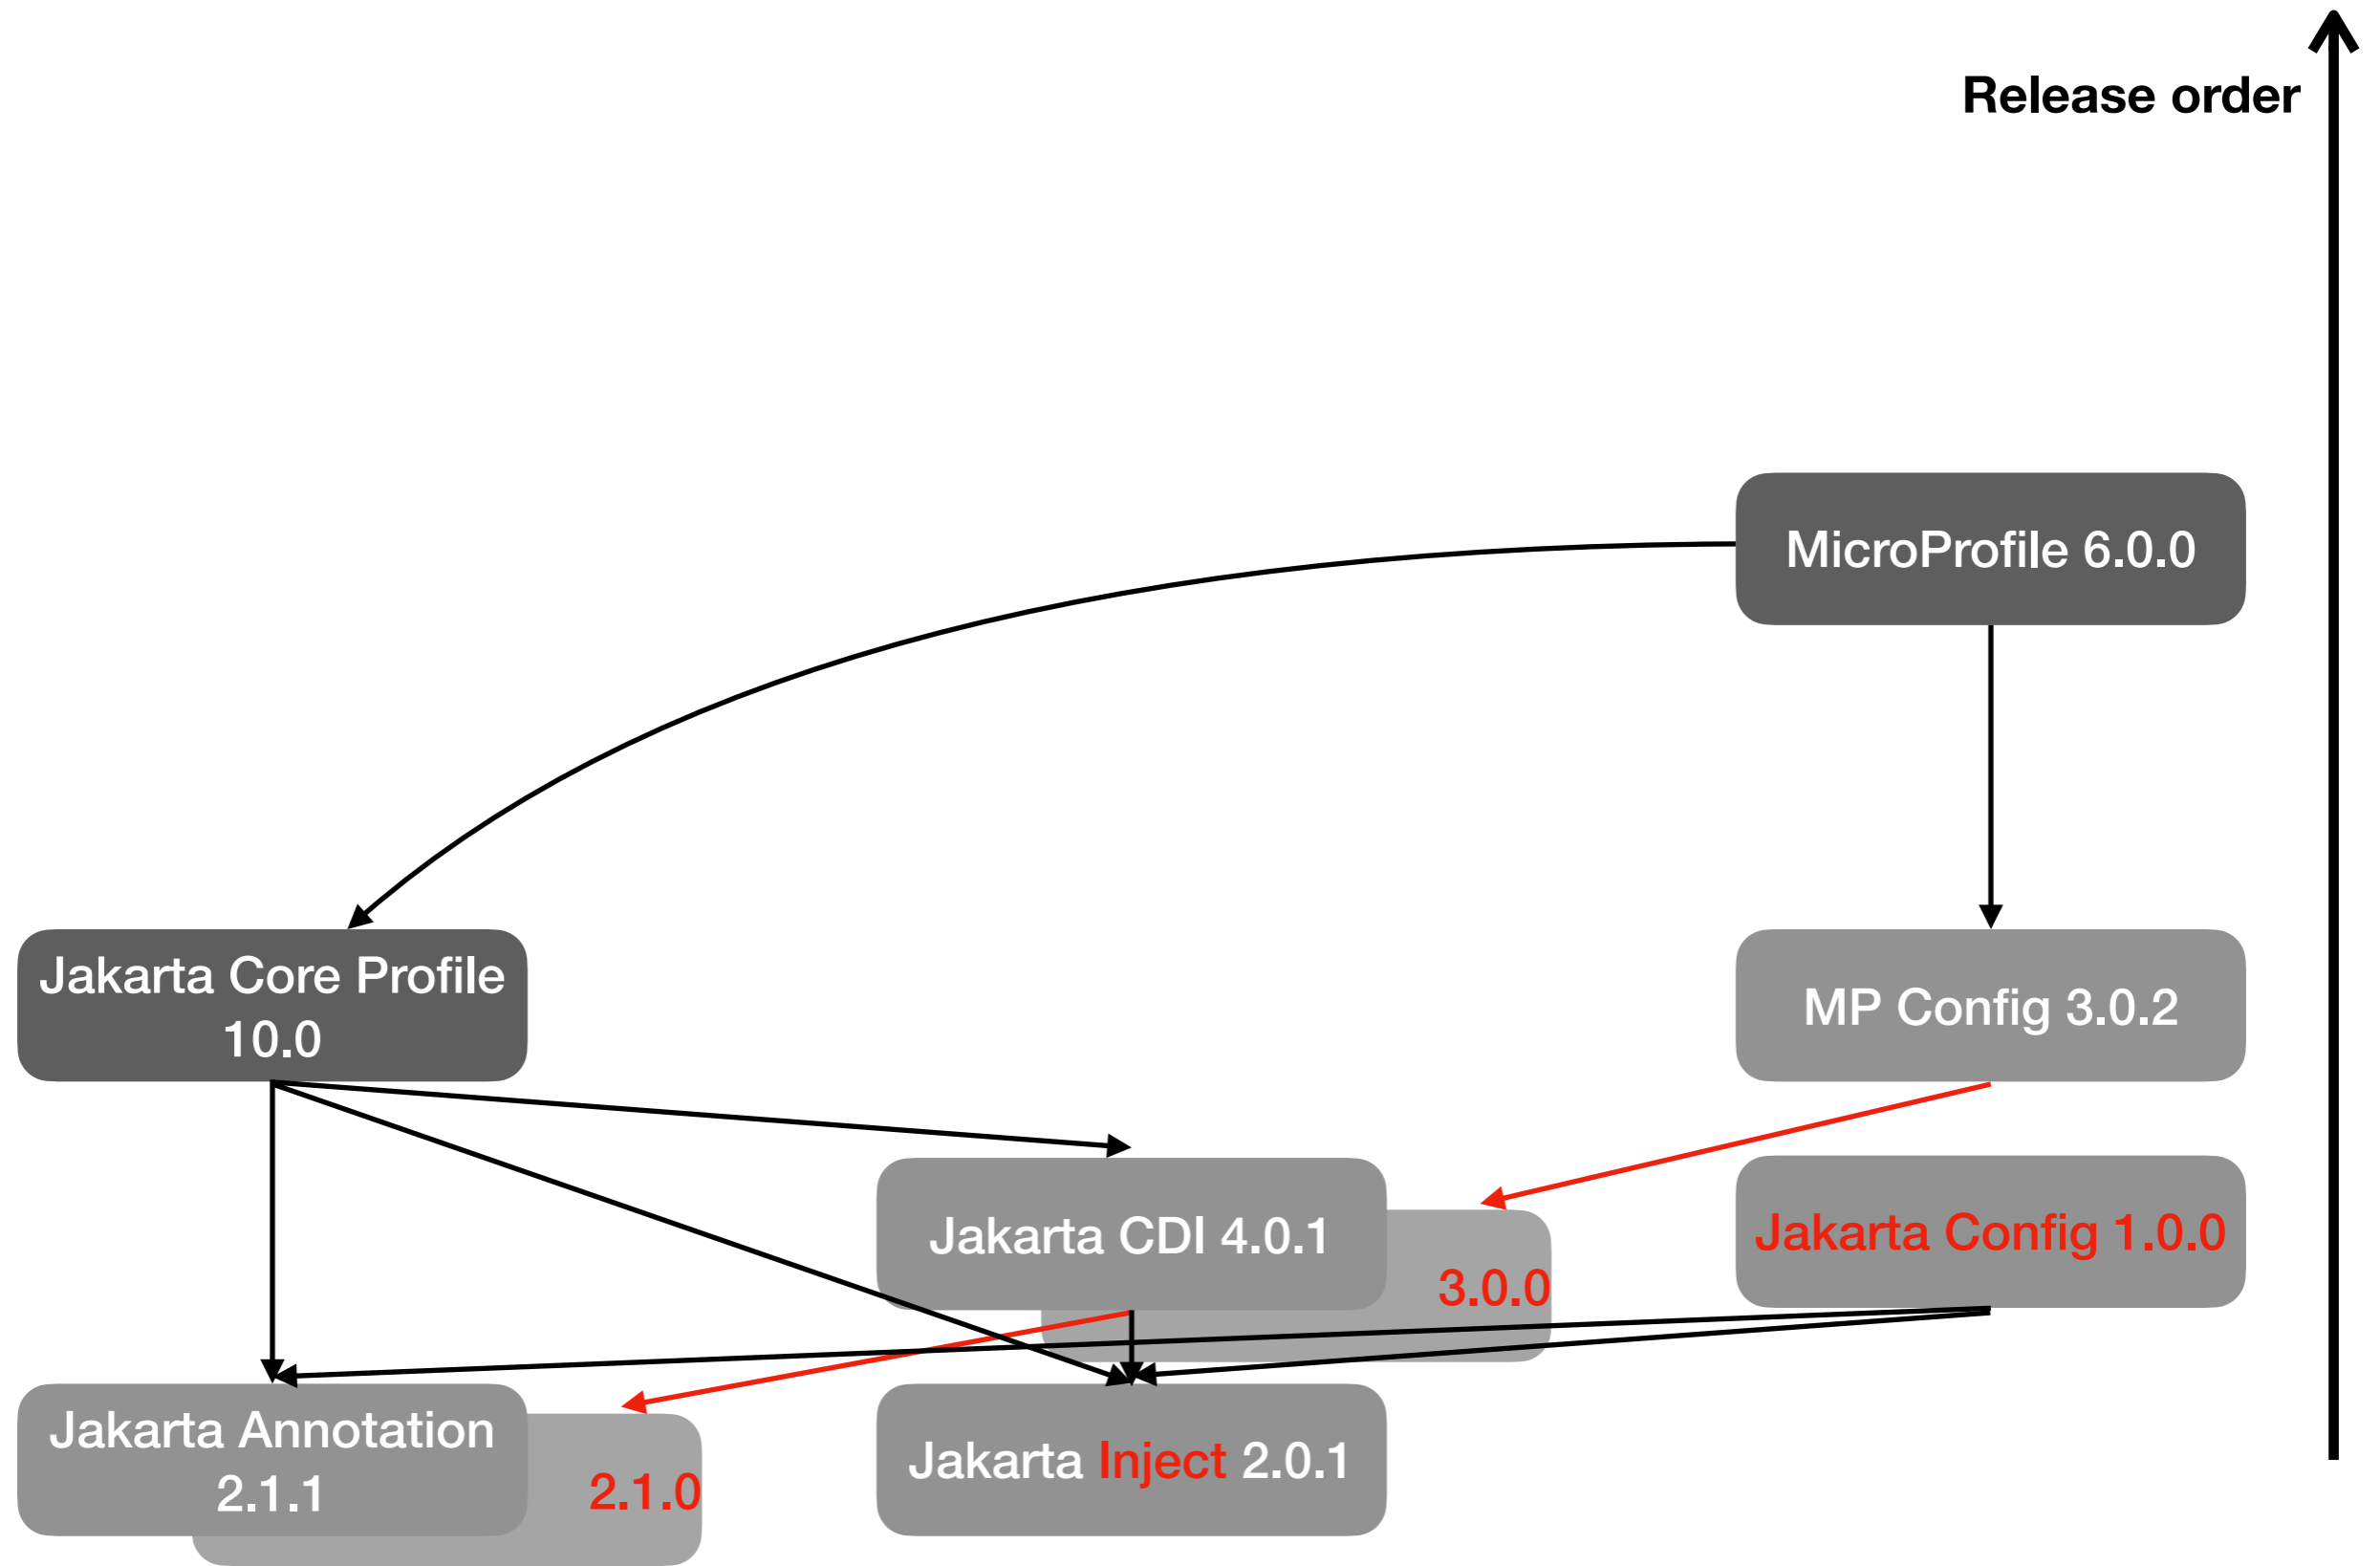 Release order
MicroProfile 6.0.0
Jakarta Core Profile
10.0
MP Config 3.0.2
Jakarta CDI 4.0.1
3.0.0
Jakarta Config 1.0.0
Jakarta Annotation
2.1.1
2.1.0
Jakarta Inject 2.0.1